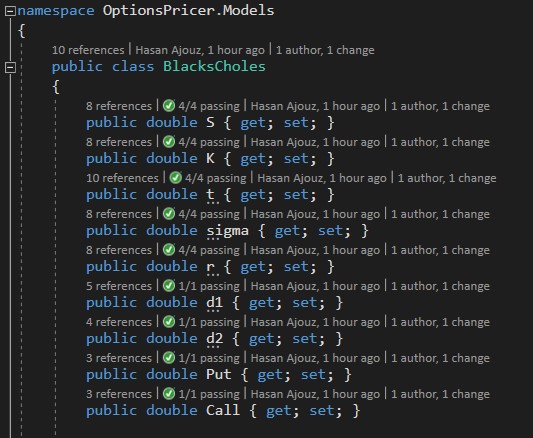 namespace OptionsPricer.Models
{
10 references | Hasan Ajouz, 1 hour ago | 1 author, 1 change
public class BlacksCholes
{
8 references | 4/4 passing | Hasan Ajouz, 1 hour ago | 1 author, 1 change
public double S { get; set; }
8 references | 4/4 passing | Hasan Ajouz, 1 hour ago | 1 author, 1 change
public double K { get; set; }
10 references | 4/4 passing | Hasan Ajouz, 1 hour ago | 1 author, 1 change
public double t { get; set; }
8 references | 4/4 passing | Hasan Ajouz, 1 hour ago | 1 author, 1 change
public double sigma { get; set; }
8 references | 4/4 passing | Hasan Ajouz, 1 hour ago | 1 author, 1 change
public double r { get; set; }
5 references | 1/1 passing | Hasan Ajouz, 1 hour ago | 1 author, 1 change
public double d1 { get; set; }
4 references | 1/1 passing | Hasan Ajouz, 1 hour ago | 1 author, 1 change
public double d2 { get; set; }
3 references | 1/1 passing | Hasan Ajouz, 1 hour ago | 1 author, 1 change
public double Put { get; set; }
3 references | 1/1 passing | Hasan Ajouz, 1 hour ago | 1 author, 1 change
public double Call { get; set; }